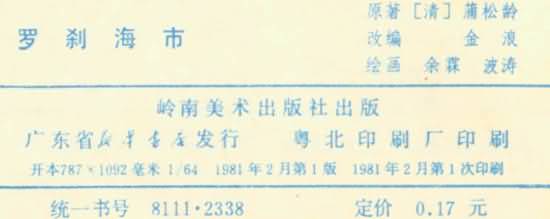 罗刹海市
原著［清］蒲松龄
改编 金浪
绘画 余霖 波涛
岭南美术出版社出版
广东省新华书店发行 粤北印刷厂印刷
开本787×1092毫米 1/64 1981年2月第1版 1981年2月第1次印刷
统一书号 8111·2338 定价 0.17元